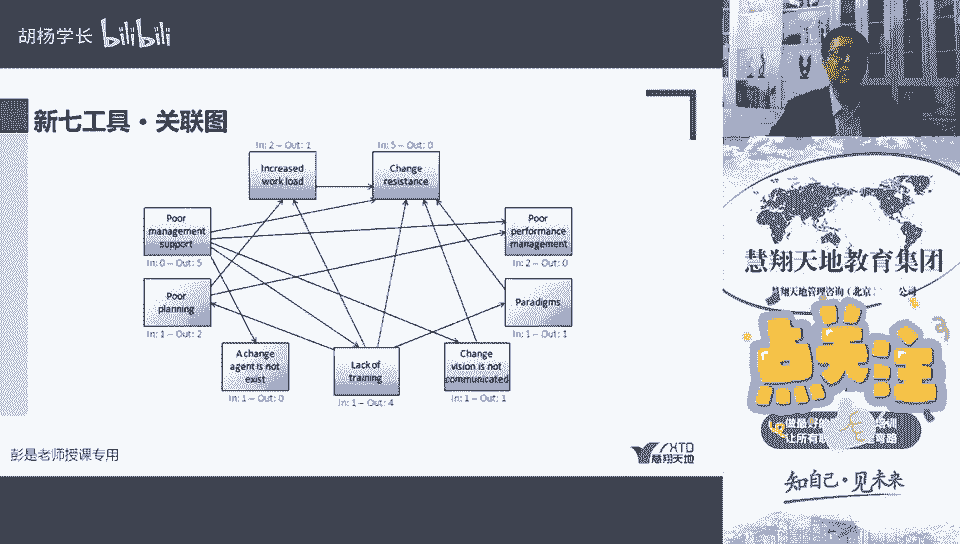 胡杨学长 bilibili
新七工具·关联图
In: 2 – Out: 1
Increased
work load
In: 5 – Out: 0
Change
resistance
Poor
management
support
In: 0 – Out: 5
Poor
performance
management
In: 2 – Out: 0
Poor
planning
In: 1 – Out: 2
Paradigms
In: 1 – Out: 1
A change
agent is not
exist
In: 1 – Out: 0
Lack of
training
In: 1 – Out: 4
Change
vision is not
communicated
In: 1 – Out: 1
彭是老师授课专用
XTD
慧翔天地
慧翔天地教育集团
慧翔天地管理咨询（北京 公司
点关注
培训
让所有
知自己·见未来